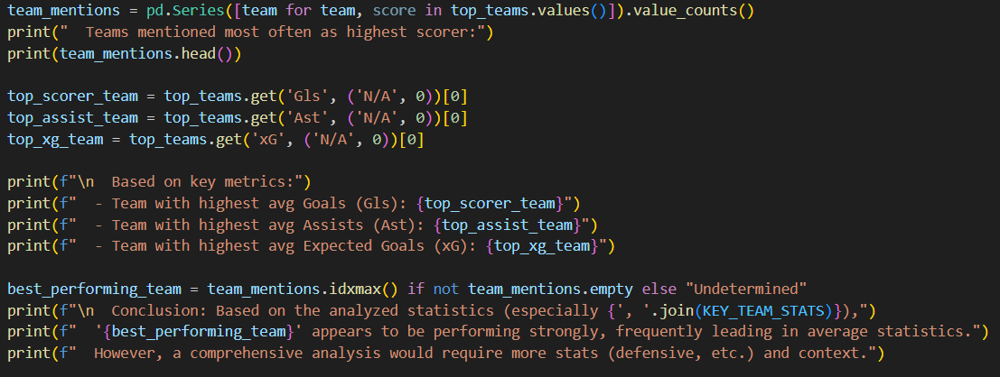 team_mentions = pd.Series([team for team, score in top_teams.values()]).value_counts()
print("  Teams mentioned most often as highest scorer:")
print(team_mentions.head())

top_scorer_team = top_teams.get('Gls', ('N/A', 0))[0]
top_assist_team = top_teams.get('Ast', ('N/A', 0))[0]
top_xg_team = top_teams.get('xG', ('N/A', 0))[0]

print(f"\n  Based on key metrics:")
print(f"  - Team with highest avg Goals (Gls): {top_scorer_team}")
print(f"  - Team with highest avg Assists (Ast): {top_assist_team}")
print(f"  - Team with highest avg Expected Goals (xG): {top_xg_team}")

best_performing_team = team_mentions.idxmax() if not team_mentions.empty else "Undetermined"
print(f"\n  Conclusion: Based on the analyzed statistics (especially {', '.join(KEY_TEAM_STATS)}),")
print(f"  '{best_performing_team}' appears to be performing strongly, frequently leading in average statistics.")
print(f"  However, a comprehensive analysis would require more stats (defensive, etc.) and context.")